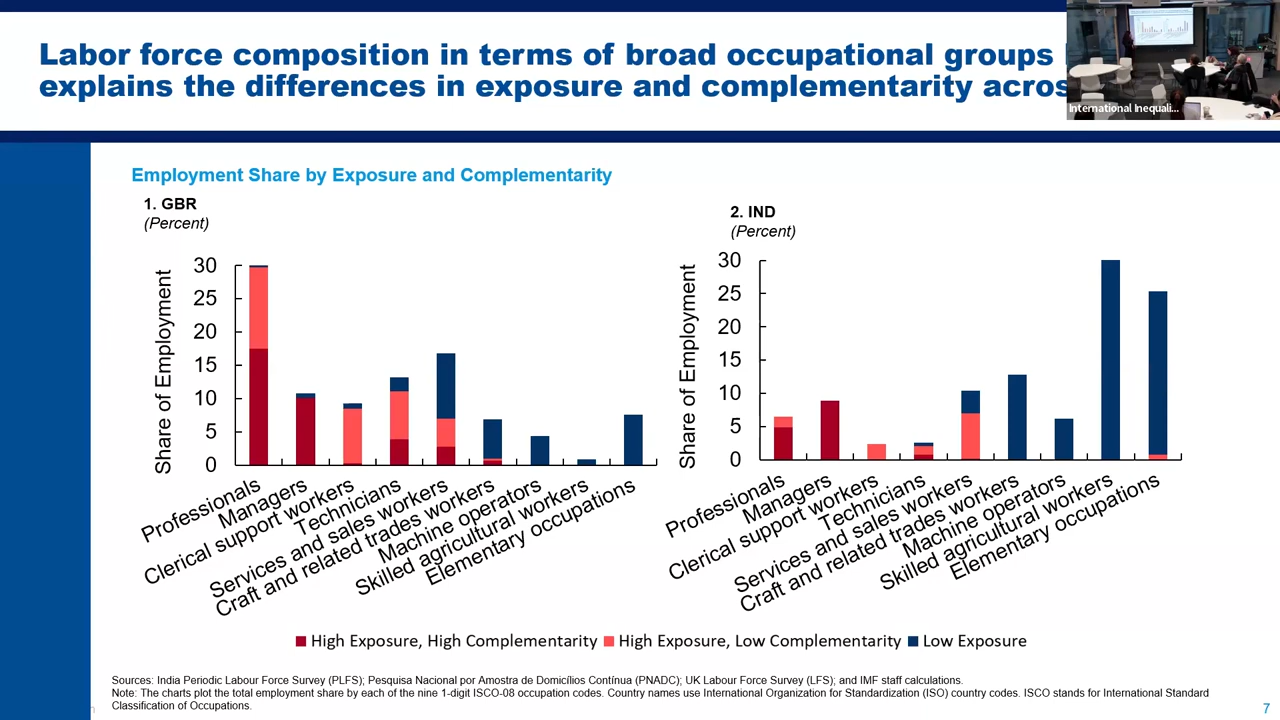 Labor force composition in terms of broad occupational groups
explains the differences in exposure and complementarity acros
International Inequali...
Employment Share by Exposure and Complementarity
1. GBR
(Percent)
Share of Employment
30
25
20
15
10
5
0
Professionals
Managers
Clerical support workers
Technicians
Services and sales workers
Craft and related trades workers
Machine operators
Skilled agricultural workers
Elementary occupations
2. IND
(Percent)
Share of Employment
30
25
20
15
10
5
0
Professionals
Managers
Clerical support workers
Technicians
Services and sales workers
Craft and related trades workers
Machine operators
Skilled agricultural workers
Elementary occupations
High Exposure, High Complementarity
High Exposure, Low Complementarity
Low Exposure
Sources: India Periodic Labour Force Survey (PLFS); Pesquisa Nacional por Amostra de Domicílios Contínua (PNADC); UK Labour Force Survey (LFS); and IMF staff calculations.
Note: The charts plot the total employment share by each of the nine 1-digit ISCO-08 occupation codes. Country names use International Organization for Standardization (ISO) country codes. ISCO stands for International Standard
Classification of Occupations.
7